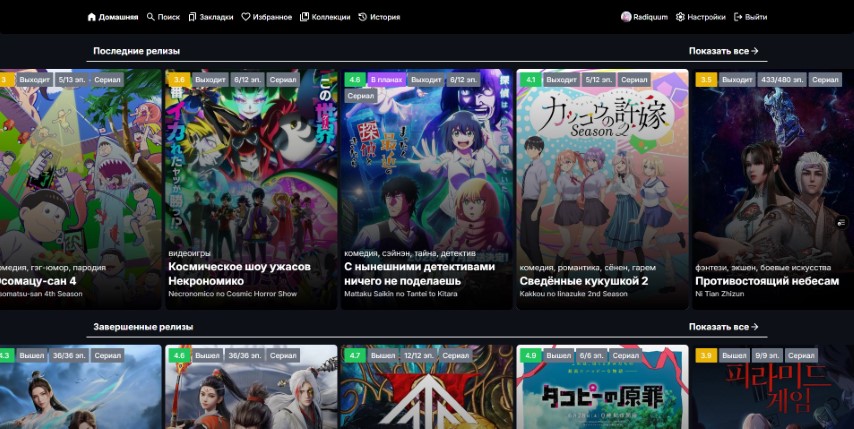 Домашняя Поиск Закладки Избранное Коллекции История Radiquum Настройки Выйти
Последние релизы Показать все
3 Выходит 5/13 эп. Сериал
комедия, гэг-юмор, пародия
Осомацу-сан 4
Osomatsu-san 4th Season
3.6 Выходит 6/12 эп. Сериал
видеоигры
Космическое шоу ужасов
Некрономико
Necronomico no Cosmic Horror Show
4.6 В планах Выходит 6/12 эп.
Сериал
комедия, сэйнэн, тайна, детектив
С нынешними детективами
ничего не поделаешь
Mattaku Saikin no Tantei to Kitara
4.1 Выходит 5/12 эп. Сериал
カッコウの許嫁
Season 2
комедия, романтика, сёнен, гарем
Сведённые кукушкой 2
Kakkou no Iinazuke 2nd Season
3.5 Выходит 433/480 эп. Сериал
фэнтези, экшен, боевые искусства
Противостоящий небесам
Ni Tian Zhizun
Завершенные релизы Показать все
4.3 Вышел 36/36 эп. Сериал
4.6 Вышел 36/36 эп. Сериал
4.7 Вышел 12/12 эп. Сериал
4.9 Вышел 6/6 эп. Сериал
タコピーの原罪
3.9 Вышел 9/9 эп. Сериал
피라미드
게임